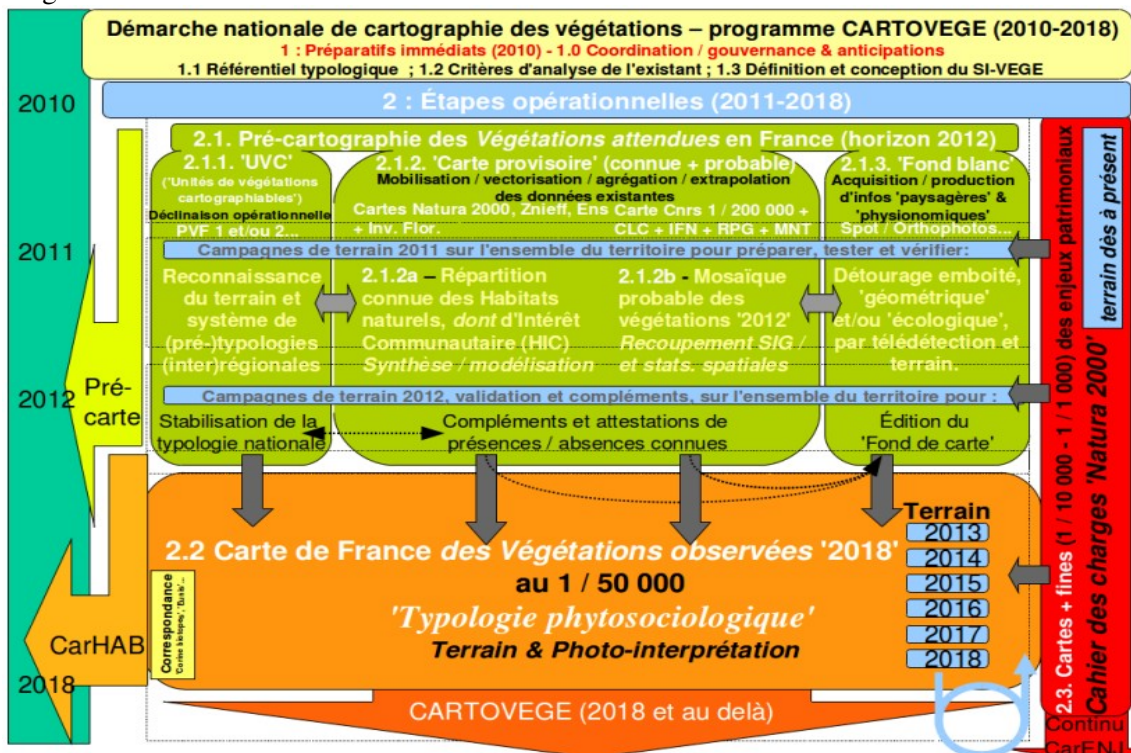 Démarche nationale de cartographie des végétations – programme CARTOVEGE (2010-2018)
1 : Préparatifs immédiats (2010) - 1.0 Coordination / gouvernance & anticipations
1.1 Référentiel typologique ; 1.2 Critères d'analyse de l'existant ; 1.3 Définition et conception du SI-VEGE
2010
2 : Étapes opérationnelles (2011-2018)
2.1. Pré-cartographie des Végétations attendues en France (horizon 2012)
2.1.1. 'UVC'
('Unités de végétations
cartographiables')
Déclinaison opérationnelle
PVF 1 et/ou 2...
2.1.2. 'Carte provisoire' (connue + probable)
Mobilisation / vectorisation / agrégation / extrapolation
des données existantes
Cartes Natura 2000, Znieff, Ens
+ Inv. Flor.
Carte Cnrs 1 / 200 000 +
CLC + IFN + RPG + MNT
2.1.3. 'Fond blanc'
Acquisition / production
d'infos 'paysagères' &
'physionomiques'
Spot / Orthophotos...
2011
Campagnes de terrain 2011 sur l'ensemble du territoire pour préparer, tester et vérifier:
Reconnaissance
du terrain et
système de
(pré-)typologies
(inter)régionales
2.1.2a – Répartition
connue des Habitats
naturels, dont d'Intérêt
Communautaire (HIC)
Synthèse / modélisation
2.1.2b - Mosaïque
probable des
végétations '2012'
Recoupement SIG /
et stats. spatiales
Détourage emboité,
'géométrique'
et/ou 'écologique',
par télédétection et
terrain.
2012
Pré-
carte
Campagnes de terrain 2012, validation et compléments, sur l'ensemble du territoire pour :
Stabilisation de la
typologie nationale
Compléments et attestations de
présences / absences connues
Édition du
'Fond de carte'
2.2 Carte de France des Végétations observées '2018'
au 1 / 50 000
'Typologie phytosociologique'
Terrain & Photo-interprétation
Terrain
2013
2014
2015
2016
2017
2018
Correspondance
CarHAB
2018
CARTOVEGE (2018 et au delà)
2.3. Cartes + fines (1 / 10 000 - 1 / 1 000) des enjeux patrimoniaux
'Cahier des charges 'Natura 2000'
terrain dès à présent
Continu
CarENJ